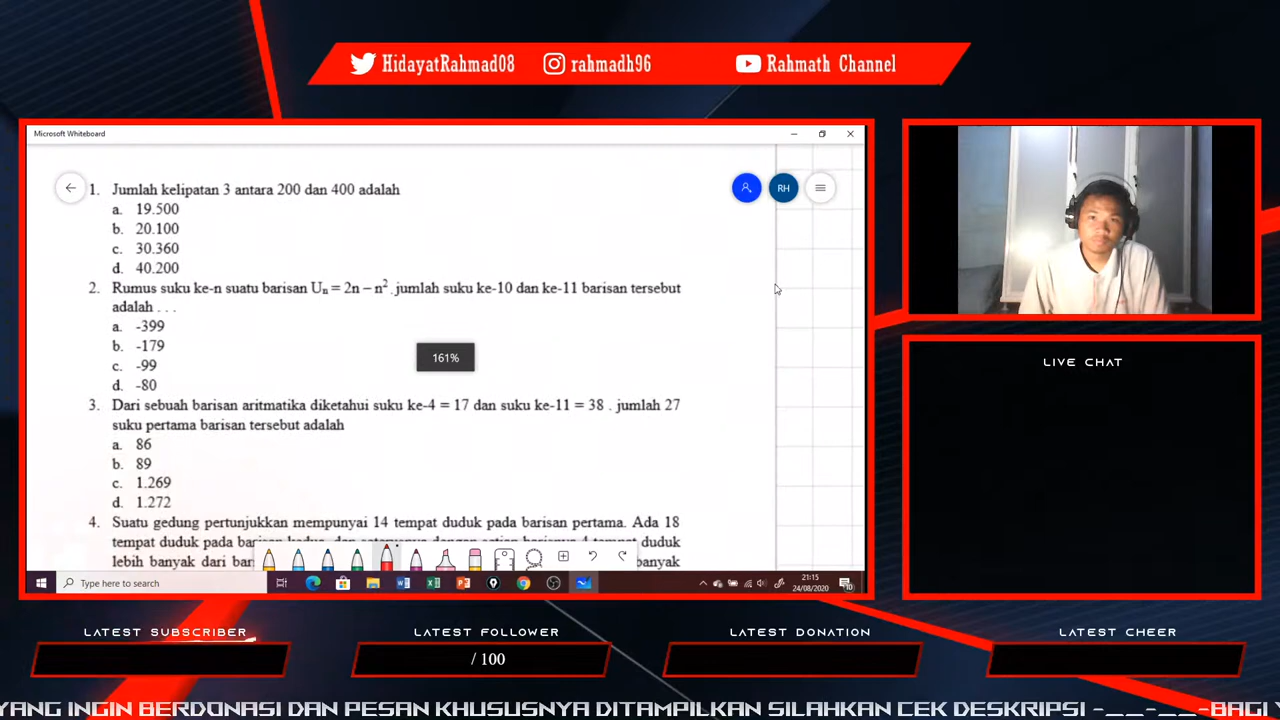 HidayatRahmad08 rahmadh96 Rahmath Channel
Microsoft Whiteboard
RH
1. Jumlah kelipatan 3 antara 200 dan 400 adalah
a. 19.500
b. 20.100
c. 30.360
d. 40.200
2. Rumus suku ke-n suatu barisan Uₙ = 2n – n². jumlah suku ke-10 dan ke-11 barisan tersebut
adalah . . .
a. -399
b. -179
c. -99
d. -80
161%
3. Dari sebuah barisan aritmatika diketahui suku ke-4 = 17 dan suku ke-11 = 38 . jumlah 27
suku pertama barisan tersebut adalah
a. 86
b. 89
c. 1.269
d. 1.272
4. Suatu gedung pertunjukkan mempunyai 14 tempat duduk pada barisan pertama. Ada 18
tempat duduk pada duduk
lebih banyak dari banyak
Type here to search
21:15
24/08/2020
LIVE CHAT
LATEST SUBSCRIBER LATEST FOLLOWER LATEST DONATION LATEST CHEER
/ 100
YANG INGIN BERDONASI DAN PESAN KHUSUSNYA DITAMPILKAN SILAHKAN CEK DESKRIPSI -_-_ _-BAGI